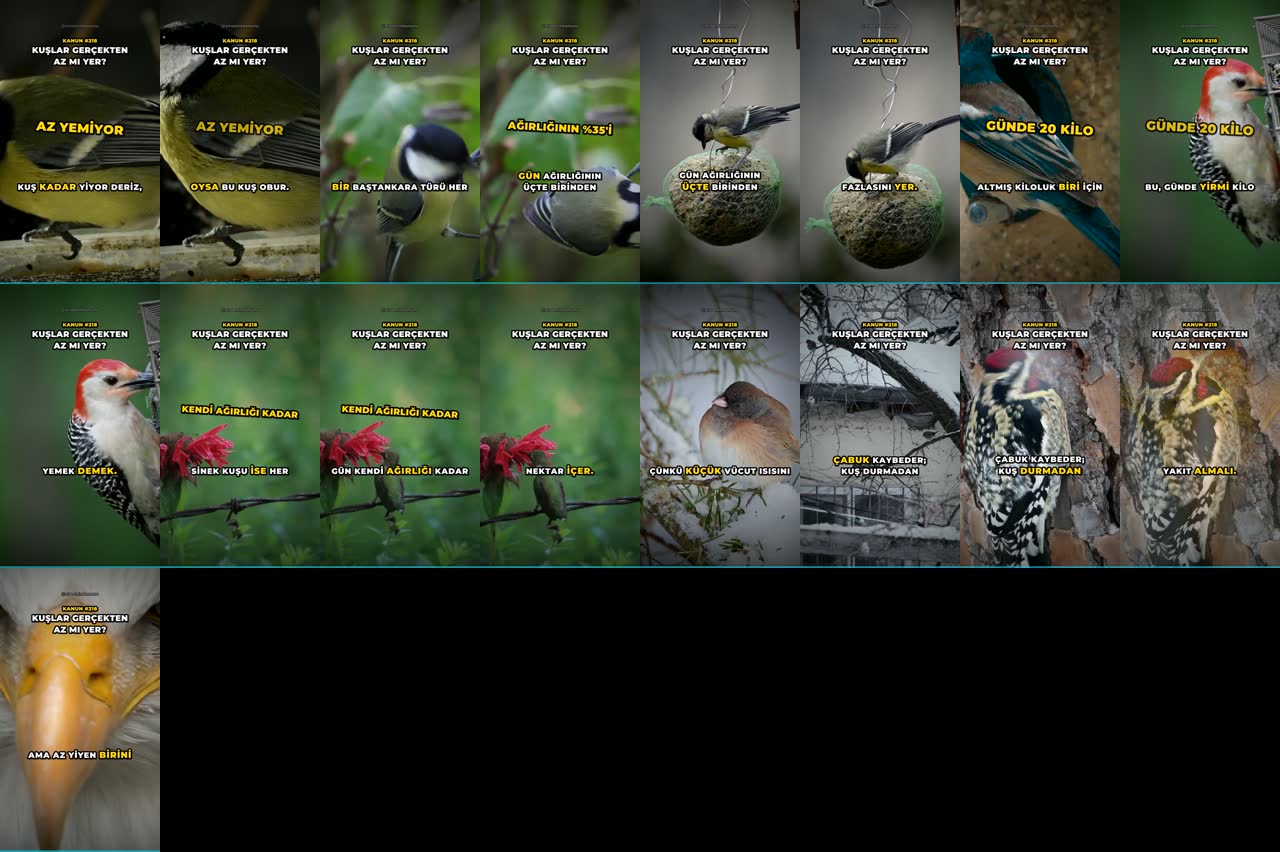 KANUN #218
KUŞLAR GERÇEKTEN
AZ MI YER?
AZ YEMİYOR
KUŞ KADAR YİYOR DERİZ,
KANUN #218
KUŞLAR GERÇEKTEN
AZ MI YER?
AZ YEMİYOR
OYSA BU KUŞ OBUR.
KANUN #218
KUŞLAR GERÇEKTEN
AZ MI YER?
BİR BAŞTANKARA TÜRÜ HER
KANUN #218
KUŞLAR GERÇEKTEN
AZ MI YER?
AĞIRLIĞININ %35'İ
GÜN AĞIRLIĞININ
ÜÇTE BİRİNDEN
KANUN #218
KUŞLAR GERÇEKTEN
AZ MI YER?
GÜN AĞIRLIĞININ
ÜÇTE BİRİNDEN
KANUN #218
KUŞLAR GERÇEKTEN
AZ MI YER?
FAZLASINI YER.
KANUN #218
KUŞLAR GERÇEKTEN
AZ MI YER?
GÜNDE 20 KİLO
ALTMIŞ KİLOLUK BİRİ İÇİN
KANUN #218
KUŞLAR GERÇEKTEN
AZ MI YER?
GÜNDE 20 KİLO
BU, GÜNDE YİRMİ KİLO
KANUN #218
KUŞLAR GERÇEKTEN
AZ MI YER?
YEMEK DEMEK.
KANUN #218
KUŞLAR GERÇEKTEN
AZ MI YER?
KENDİ AĞIRLIĞI KADAR
SİNEK KUŞU İSE HER
KANUN #218
KUŞLAR GERÇEKTEN
AZ MI YER?
KENDİ AĞIRLIĞI KADAR
GÜN KENDİ AĞIRLIĞI KADAR
KANUN #218
KUŞLAR GERÇEKTEN
AZ MI YER?
NEKTAR İÇER.
KANUN #218
KUŞLAR GERÇEKTEN
AZ MI YER?
ÇÜNKÜ KÜÇÜK VÜCUT ISISINI
KANUN #218
KUŞLAR GERÇEKTEN
AZ MI YER?
ÇABUK KAYBEDER;
KUŞ DURMADAN
KANUN #218
KUŞLAR GERÇEKTEN
AZ MI YER?
ÇABUK KAYBEDER;
KUŞ DURMADAN
KANUN #218
KUŞLAR GERÇEKTEN
AZ MI YER?
YAKIT ALMALI.
KANUN #218
KUŞLAR GERÇEKTEN
AZ MI YER?
AMA AZ YİYEN BİRİNİ